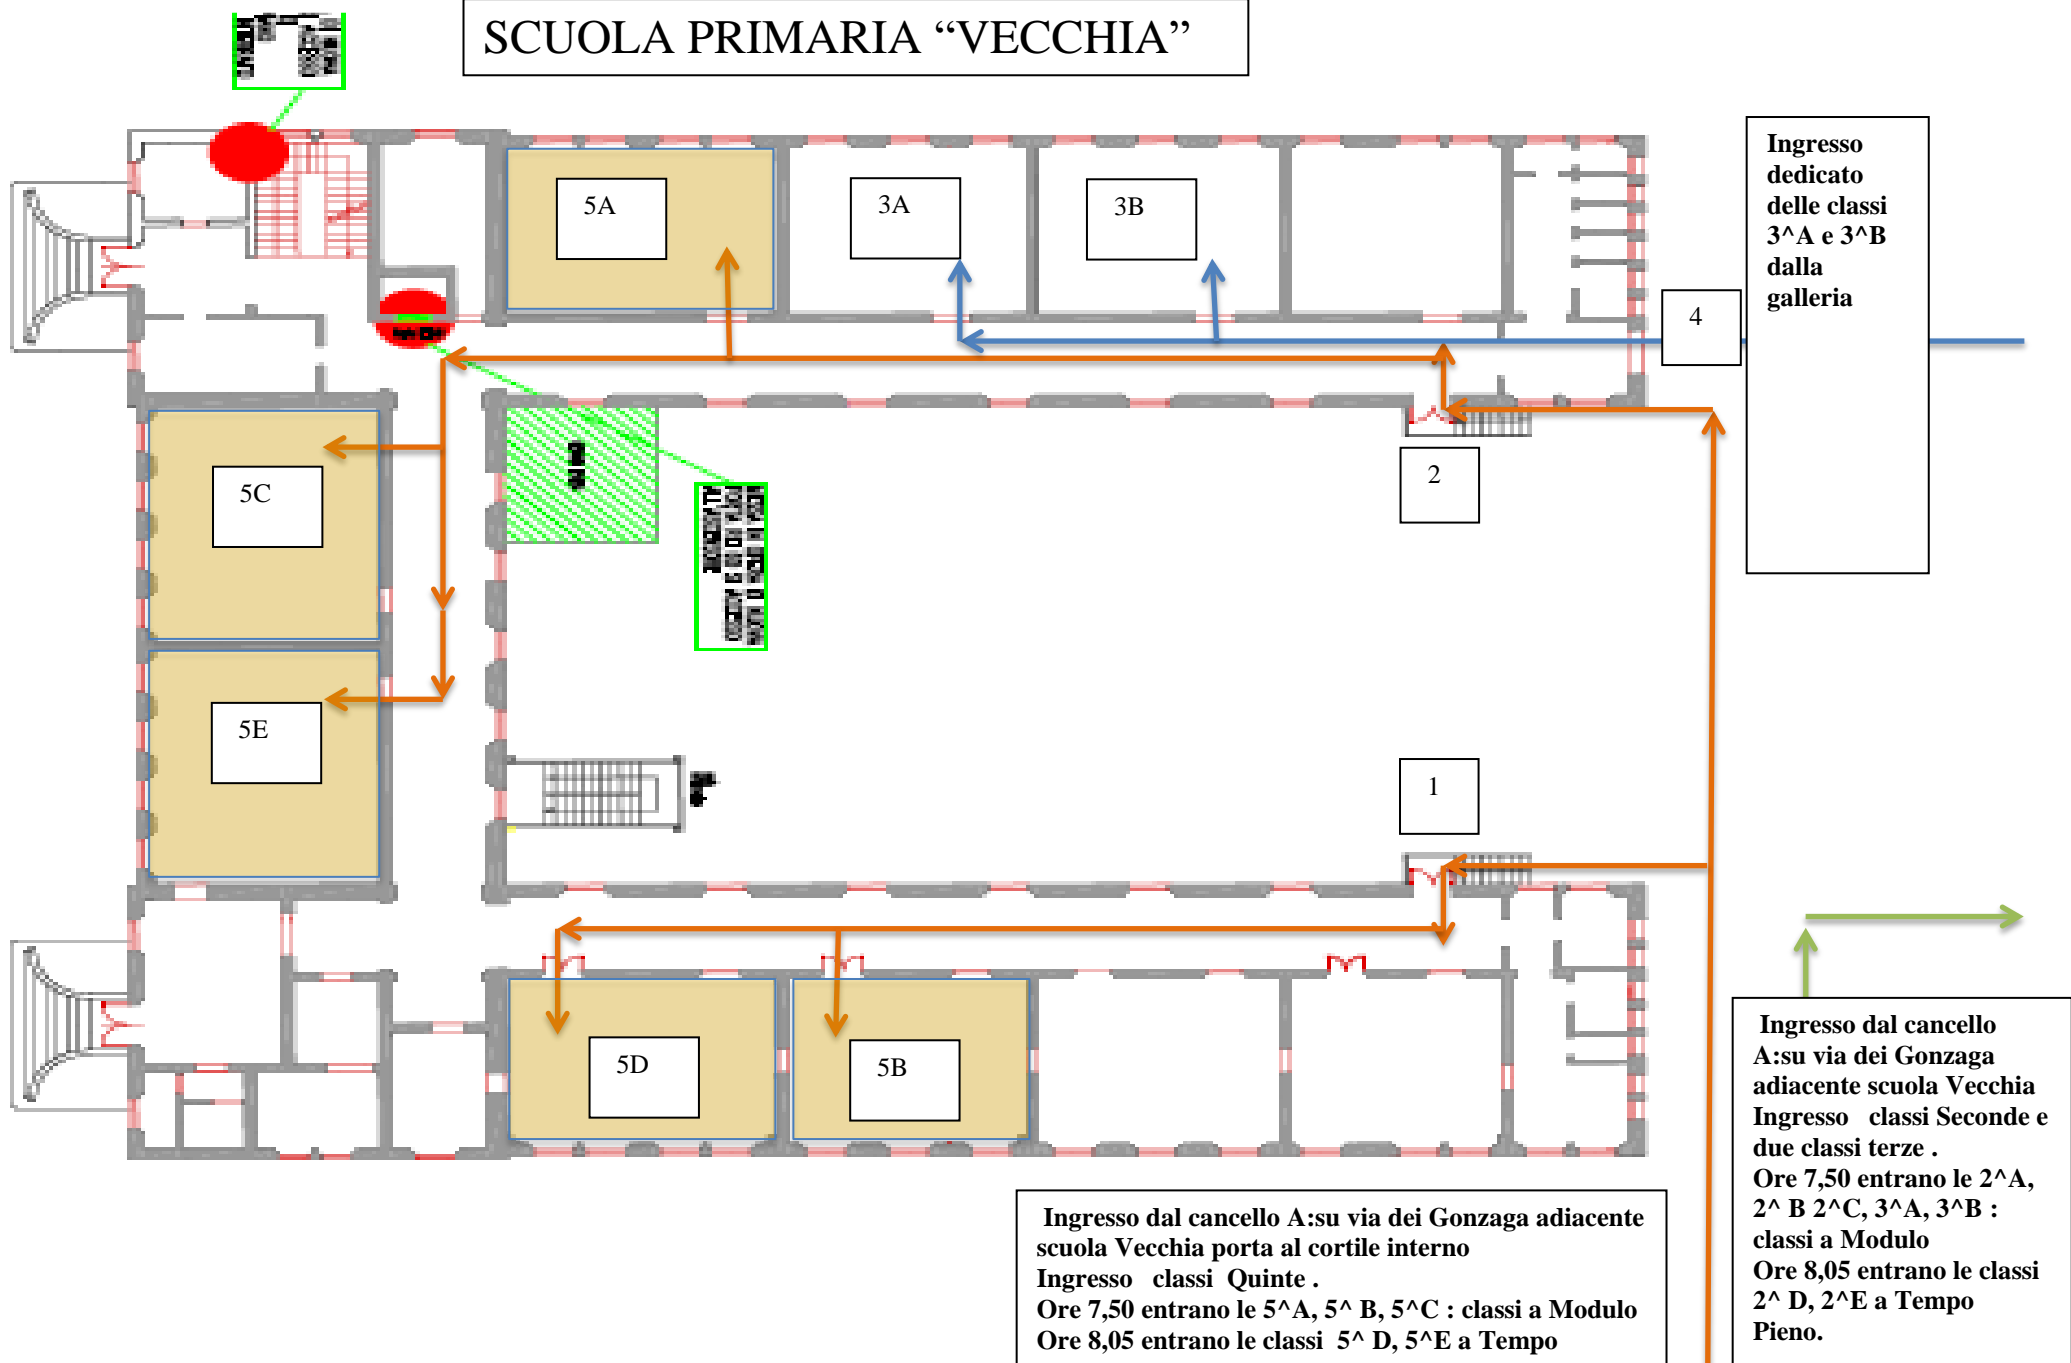 SCUOLA PRIMARIA “VECCHIA”
Ingresso
dedicato
delle classi
3^A e 3^B
dalla
galleria
5A
3A
3B
4
5C
2
5E
1
5D
5B
Ingresso dal cancello A:su via dei Gonzaga adiacente
scuola Vecchia porta al cortile interno
Ingresso classi Quinte .
Ore 7,50 entrano le 5^A, 5^ B, 5^C : classi a Modulo
Ore 8,05 entrano le classi 5^ D, 5^E a Tempo
Ingresso dal cancello
A:su via dei Gonzaga
adiacente scuola Vecchia
Ingresso classi Seconde e
due classi terze .
Ore 7,50 entrano le 2^A,
2^ B 2^C, 3^A, 3^B :
classi a Modulo
Ore 8,05 entrano le classi
2^ D, 2^E a Tempo
Pieno.